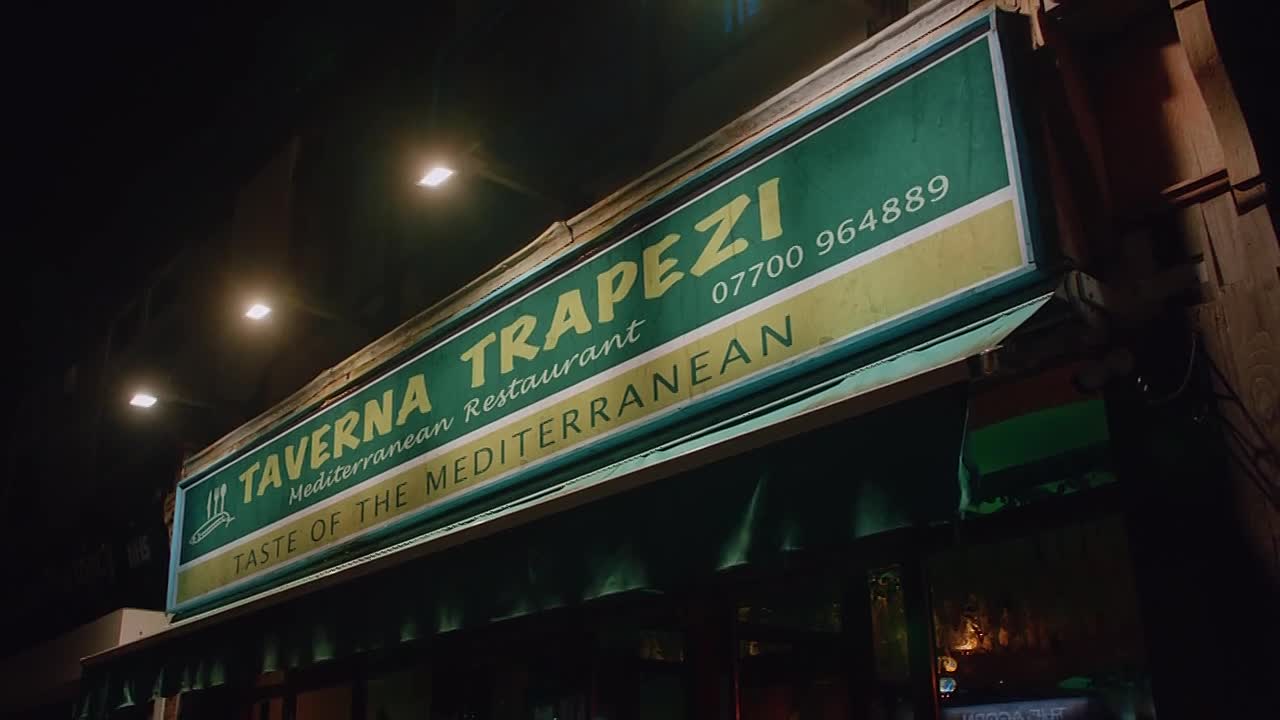 TAVERNA TRAPEZI
Mediterranean Restaurant 07700 964889
TASTE OF THE MEDITERRANEAN